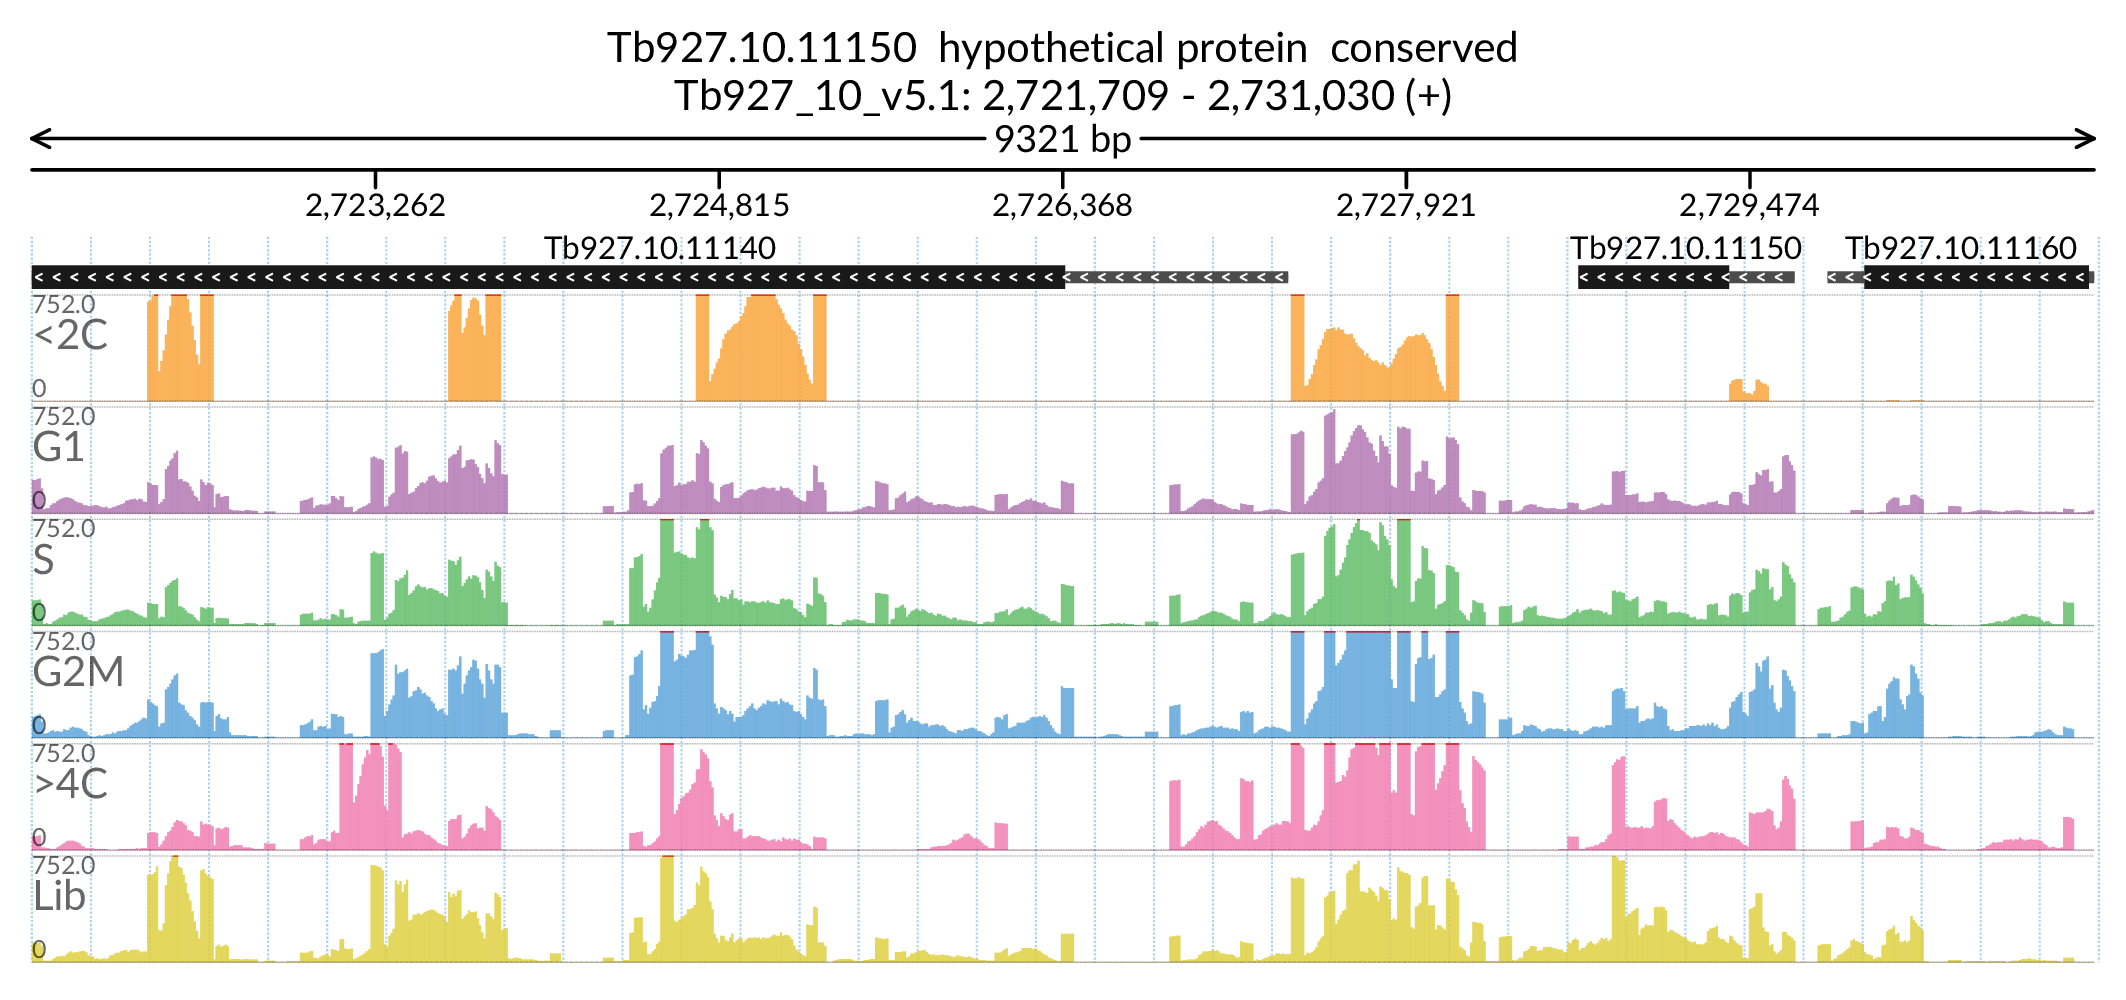 Tb927.10.11150 hypothetical protein conserved
Tb927_10_v5.1: 2,721,709 - 2,731,030 (+)
9321 bp
2,723,262 2,724,815 2,726,368 2,727,921 2,729,474
Tb927.10.11140 Tb927.10.11150 Tb927.10.11160
752.0
<2C
0
752.0
G1
0
752.0
S
0
752.0
G2M
0
752.0
>4C
0
752.0
Lib
0